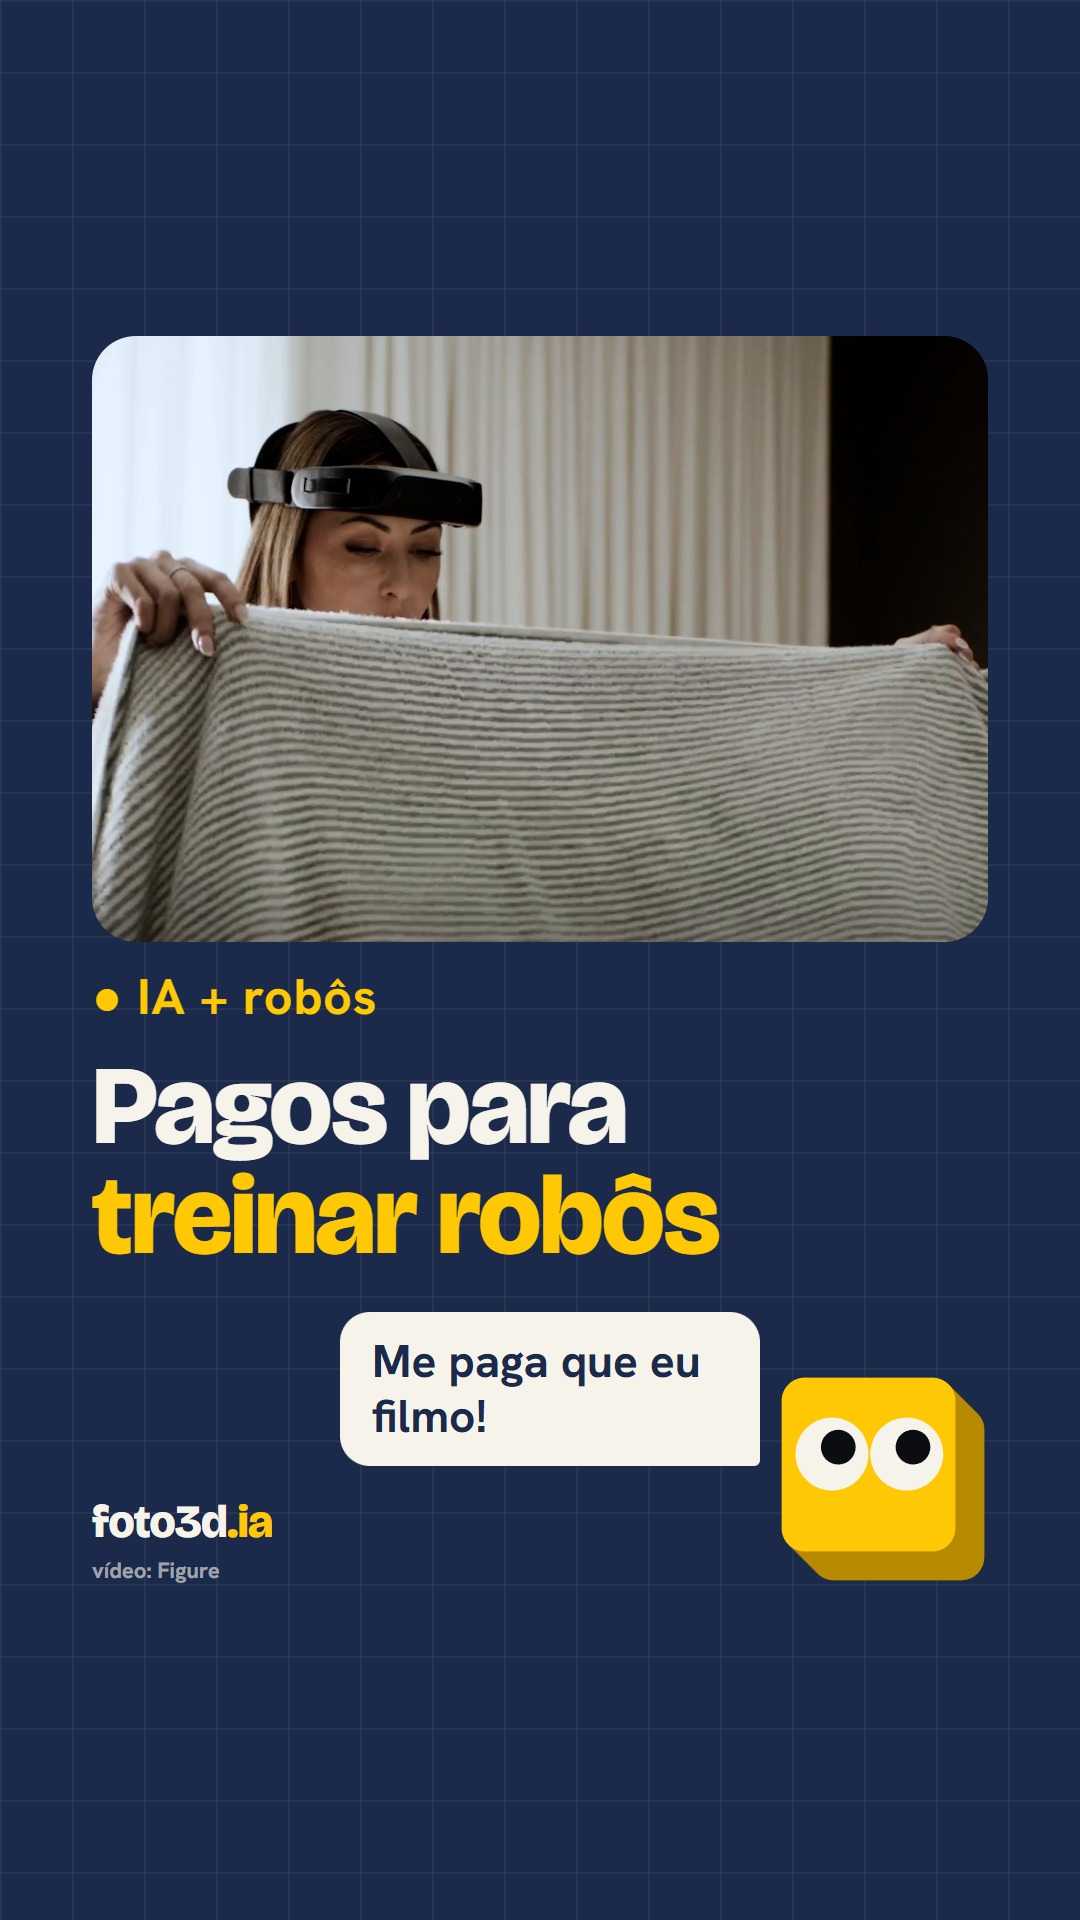 • IA + robôs
Pagos para
treinar robôs
Me paga que eu
filmo!
foto3d.ia
vídeo: Figure